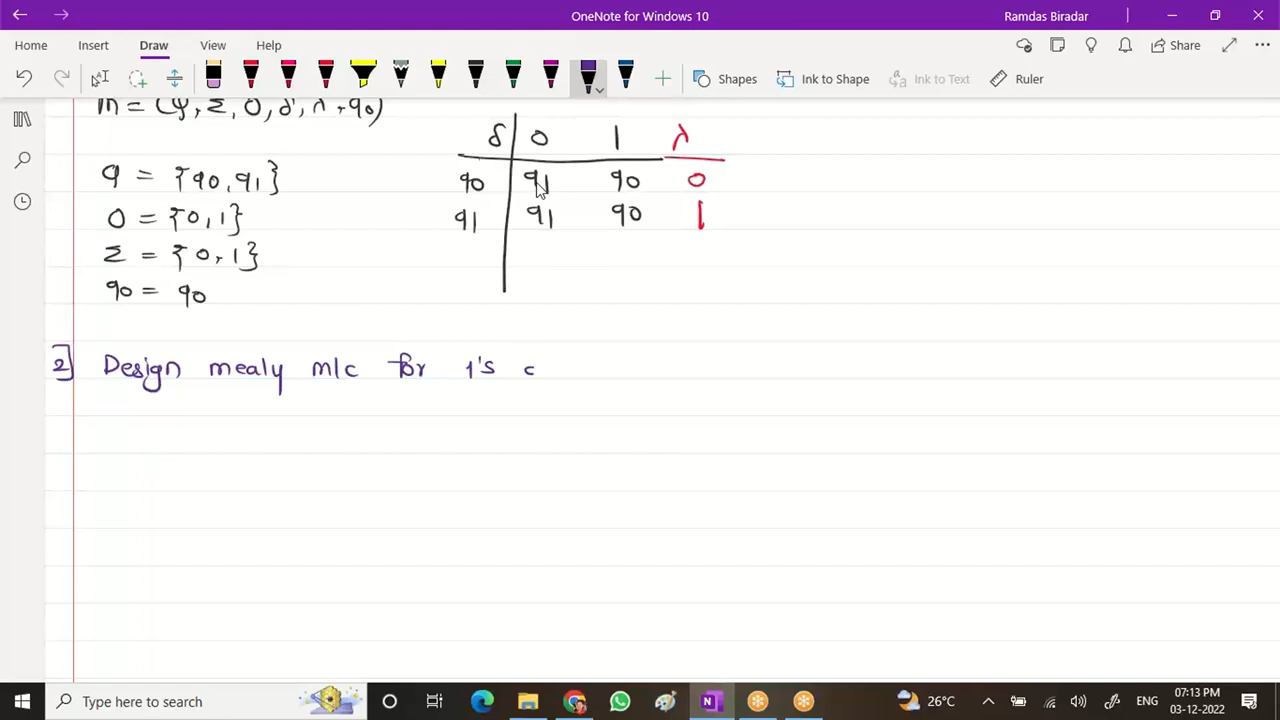 OneNote for Windows 10
Ramdas Biradar
Home Insert Draw View Help
Share
Shapes Ink to Shape Ink to Text Ruler
m = (φ, Σ, O, δ, λ, q0)
δ 0 1 λ
q0 q1 q0 0
q1 q1 q0 1
φ = {q0, q1}
O = {0, 1}
Σ = {0, 1}
q0 = q0
2] Design mealy m/c for 1's c
Type here to search
26°C
ENG
07:13 PM
03-12-2022